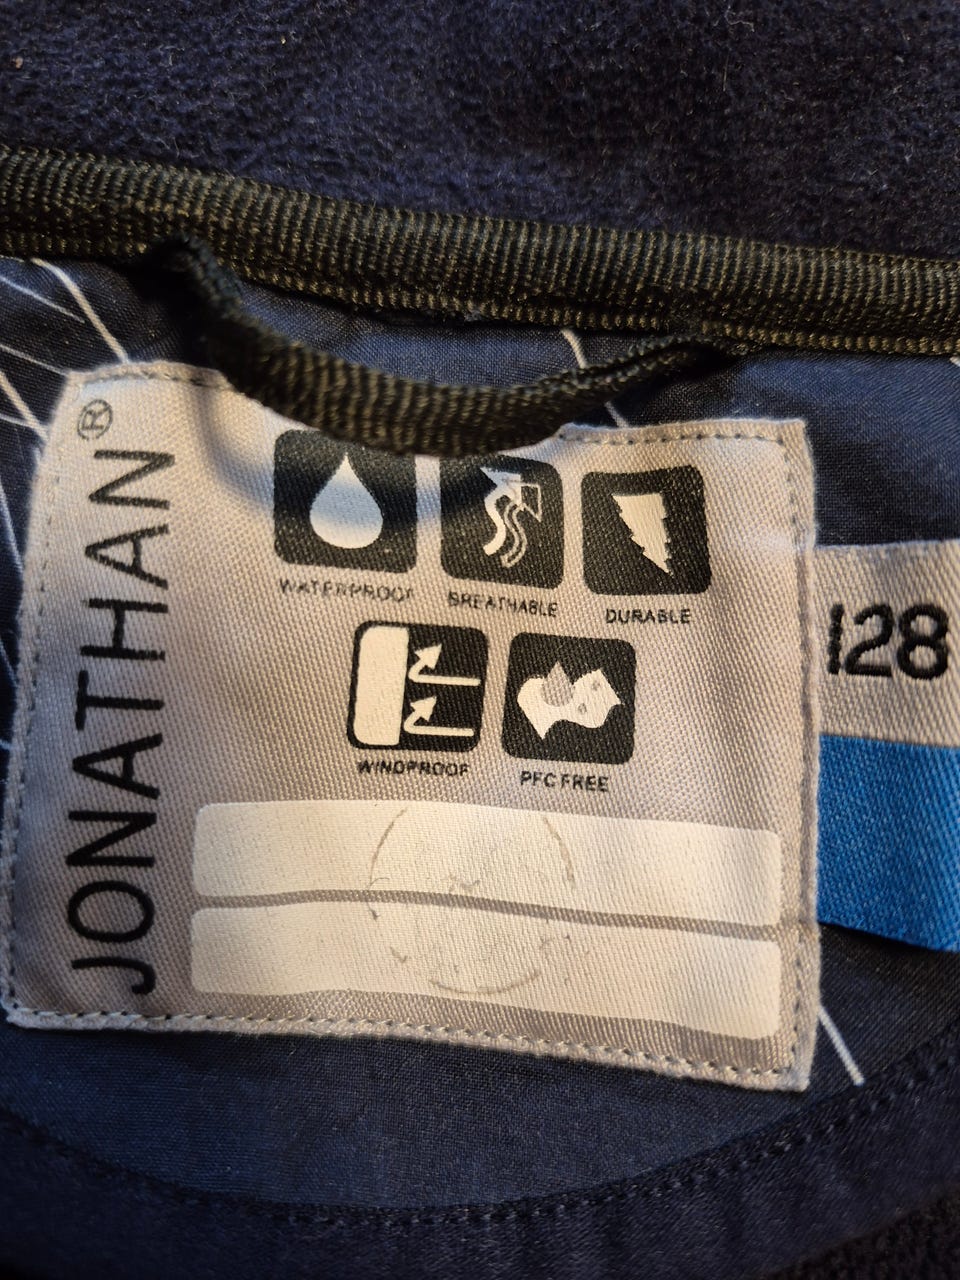 JONATHAN®
WATERPROOF
BREATHABLE
DURABLE
WINDPROOF
PFC FREE
128